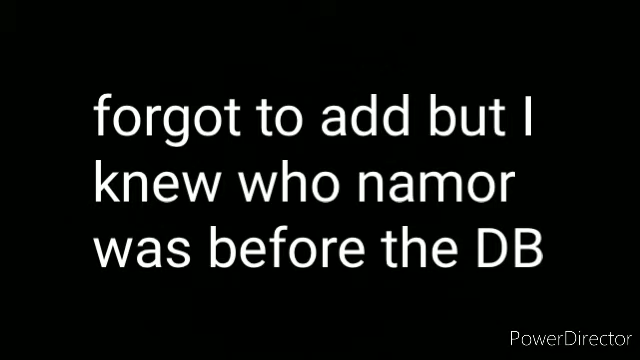 forgot to add but I
knew who namor
was before the DB
PowerDirector